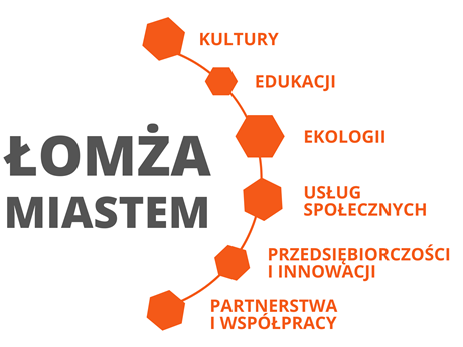 ŁOMŻA
MIASTEM
KULTURY
EDUKACJI
EKOLOGII
USŁUG
SPOŁECZNYCH
PRZEDSIĘBIORCZOŚCI
I INNOWACJI
PARTNERSTWA
I WSPÓŁPRACY